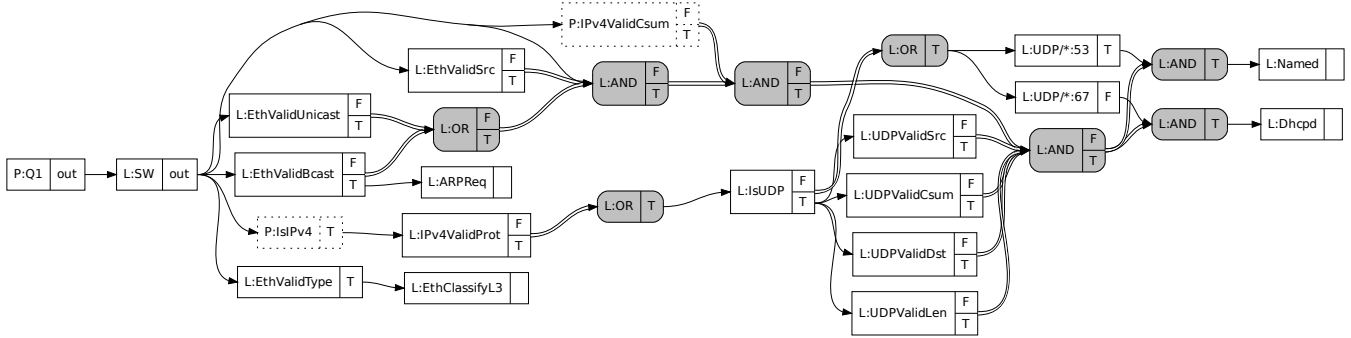 P:Q1 out
L:SW out
L:EthValidUnicast F T
L:EthValidBcast F T
P:IsIPv4 T
L:EthValidType T
L:EthValidSrc F T
L:OR F T
L:ARPReq
L:IPv4ValidProt F T
L:EthClassifyL3
P:IPv4ValidCsum F T
L:AND F T
L:OR T
L:AND F T
L:IsUDP F T
L:OR T
L:UDPValidSrc F T
L:UDPValidCsum F T
L:UDPValidDst F T
L:UDPValidLen F T
L:UDP/*:53 T
L:UDP/*:67 F
L:AND F T
L:AND T
L:AND T
L:Named
L:Dhcpd